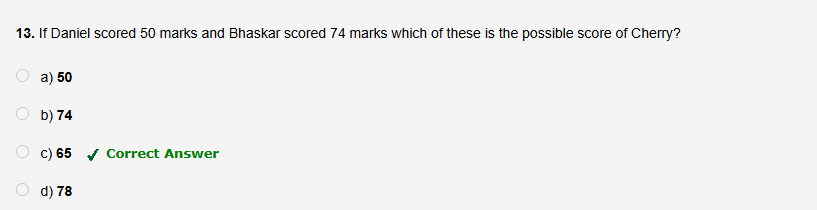 13. If Daniel scored 50 marks and Bhaskar scored 74 marks which of these is the possible score of Cherry?
a) 50
b) 74
c) 65 ✓ Correct Answer
d) 78